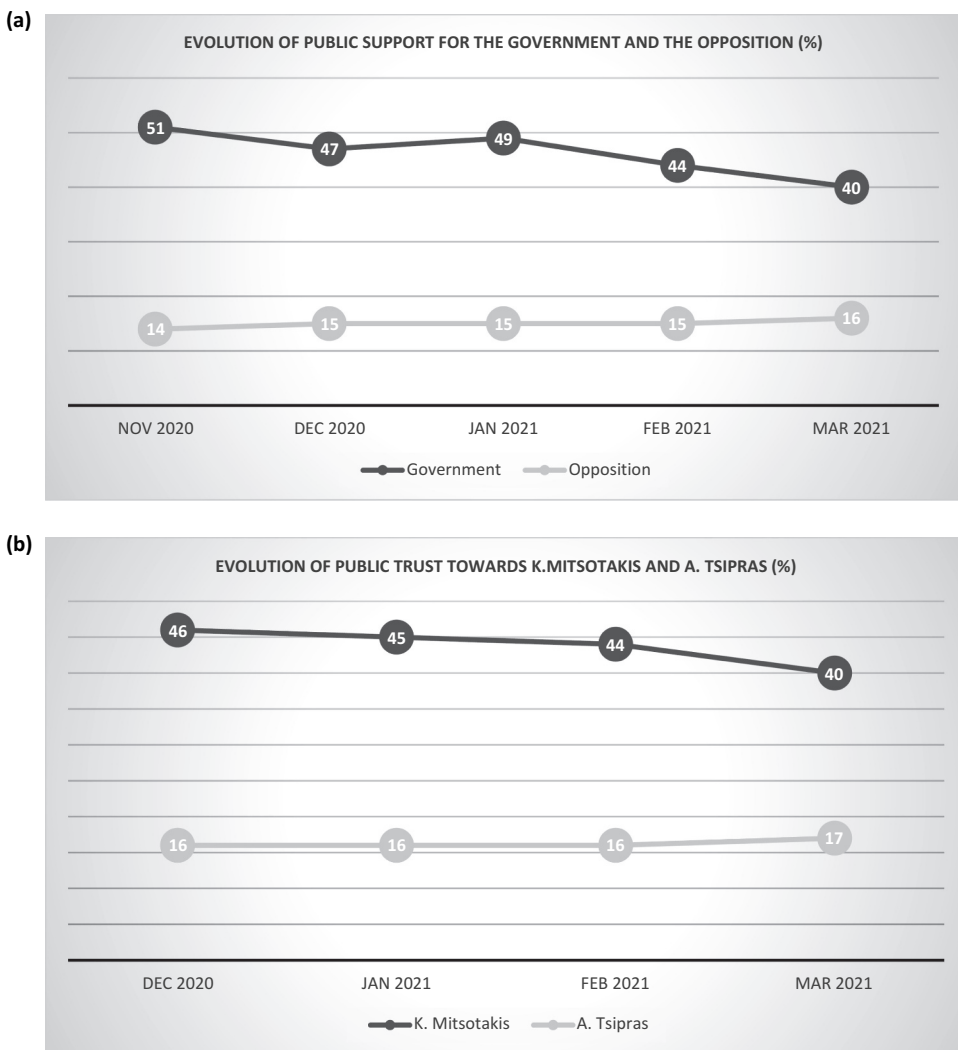 (a)
EVOLUTION OF PUBLIC SUPPORT FOR THE GOVERNMENT AND THE OPPOSITION (%)
51
47
49
44
40
14
15
15
15
16
NOV 2020 DEC 2020 JAN 2021 FEB 2021 MAR 2021
Government Opposition
(b)
EVOLUTION OF PUBLIC TRUST TOWARDS K.MITSOTAKIS AND A. TSIPRAS (%)
46
45
44
40
16
16
16
17
DEC 2020 JAN 2021 FEB 2021 MAR 2021
K. Mitsotakis A. Tsipras